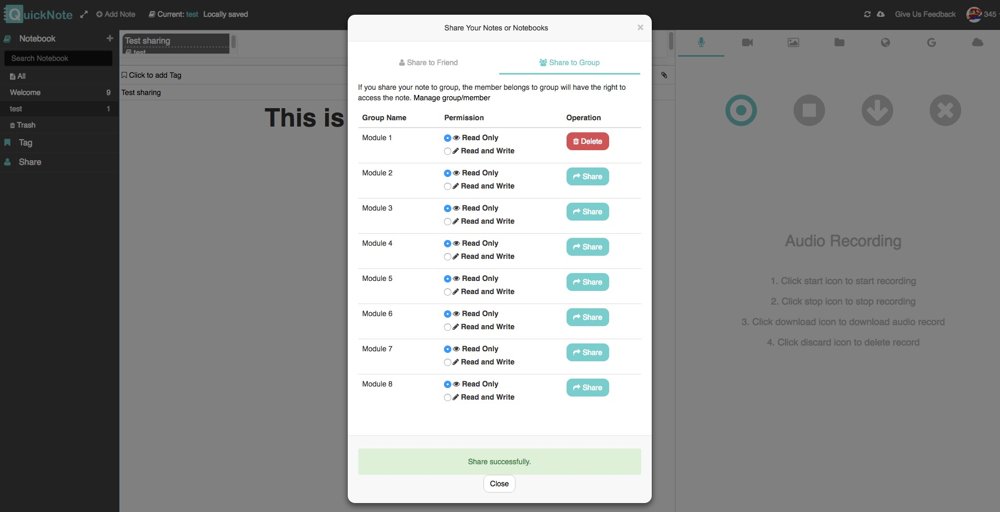 QuickNote
Add Note
Current: test
Locally saved
Give Us Feedback
345
Notebook
Search Notebook
All
Welcome 9
test 1
Trash
Tag
Share
Test sharing
test
Click to add Tag
Test sharing
This is
Share Your Notes or Notebooks
Share to Friend
Share to Group
If you share your note to group, the member belongs to group will have the right to
access the note. Manage group/member
Group Name Permission Operation
Module 1 Read Only Delete
Read and Write
Module 2 Read Only Share
Read and Write
Module 3 Read Only Share
Read and Write
Module 4 Read Only Share
Read and Write
Module 5 Read Only Share
Read and Write
Module 6 Read Only Share
Read and Write
Module 7 Read Only Share
Read and Write
Module 8 Read Only Share
Read and Write
Share successfully.
Close
Audio Recording
1. Click start icon to start recording
2. Click stop icon to stop recording
3. Click download icon to download audio record
4. Click discard icon to delete record